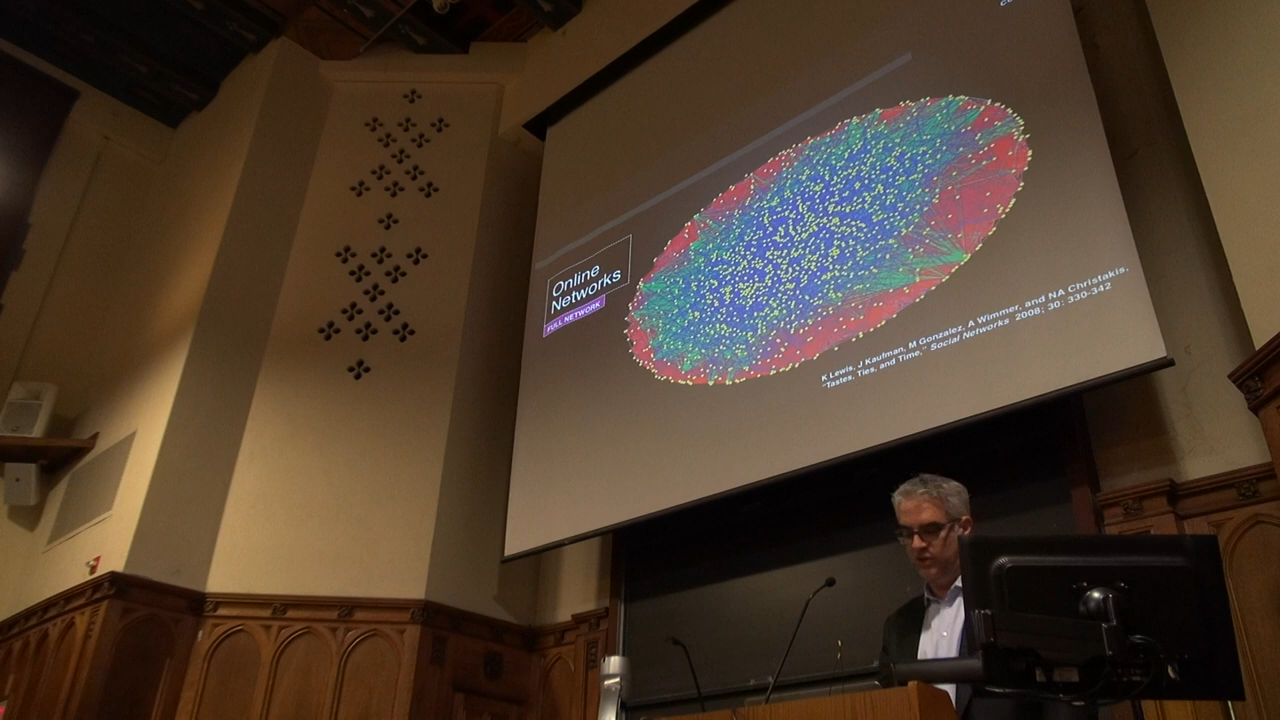 Online
Networks
FULL NETWORK
K Lewis, J Kaufman, M Gonzalez, A Wimmer, and NA Christakis,
"Tastes, Ties, and Time," Social Networks 2008; 30: 330-342